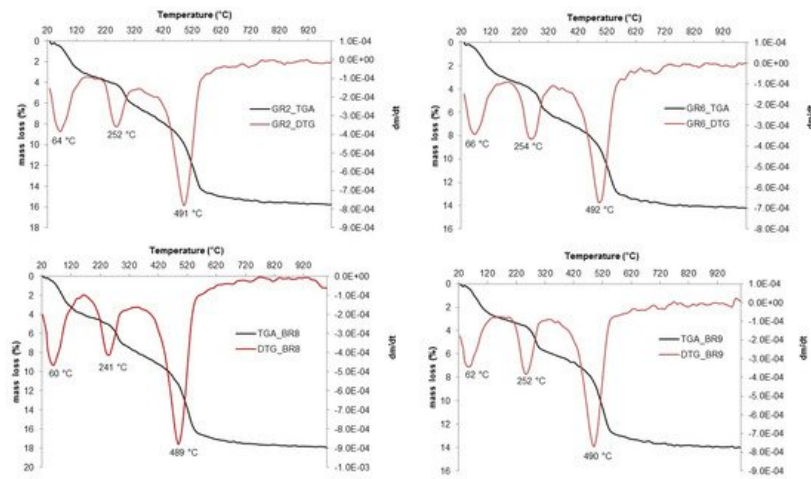 Temperature (°C)
20 120 220 320 420 520 620 720 820 920
0
2
4
6
8
10
12
14
16
18
mass loss (%)
1.0E-04
0.0E+00
-1.0E-04
-2.0E-04
-3.0E-04
-4.0E-04
-5.0E-04
-6.0E-04
-7.0E-04
-8.0E-04
-9.0E-04
dm/dt
GR2_TGA
GR2_DTG
64 °C
252 °C
491 °C
Temperature (°C)
20 120 220 320 420 520 620 720 820 920
0
2
4
6
8
10
12
14
16
mass loss (%)
1.0E-04
0.0E+00
-1.0E-04
-2.0E-04
-3.0E-04
-4.0E-04
-5.0E-04
-6.0E-04
-7.0E-04
-8.0E-04
dm/dt
GR6_TGA
GR6_DTG
66 °C
254 °C
492 °C
Temperature (°C)
20 120 220 320 420 520 620 720 820 920
0
2
4
6
8
10
12
14
16
18
20
mass loss (%)
0.0E+00
-1.0E-04
-2.0E-04
-3.0E-04
-4.0E-04
-5.0E-04
-6.0E-04
-7.0E-04
-8.0E-04
-9.0E-04
-1.0E-03
dm/dt
TGA_BR8
DTG_BR8
60 °C
241 °C
489 °C
Temperature (°C)
20 120 220 320 420 520 620 720 820 920
0
2
4
6
8
10
12
14
16
mass loss (%)
1.0E-04
0.0E+00
-1.0E-04
-2.0E-04
-3.0E-04
-4.0E-04
-5.0E-04
-6.0E-04
-7.0E-04
-8.0E-04
-9.0E-04
dm/dt
TGA_BR9
DTG_BR9
62 °C
252 °C
490 °C